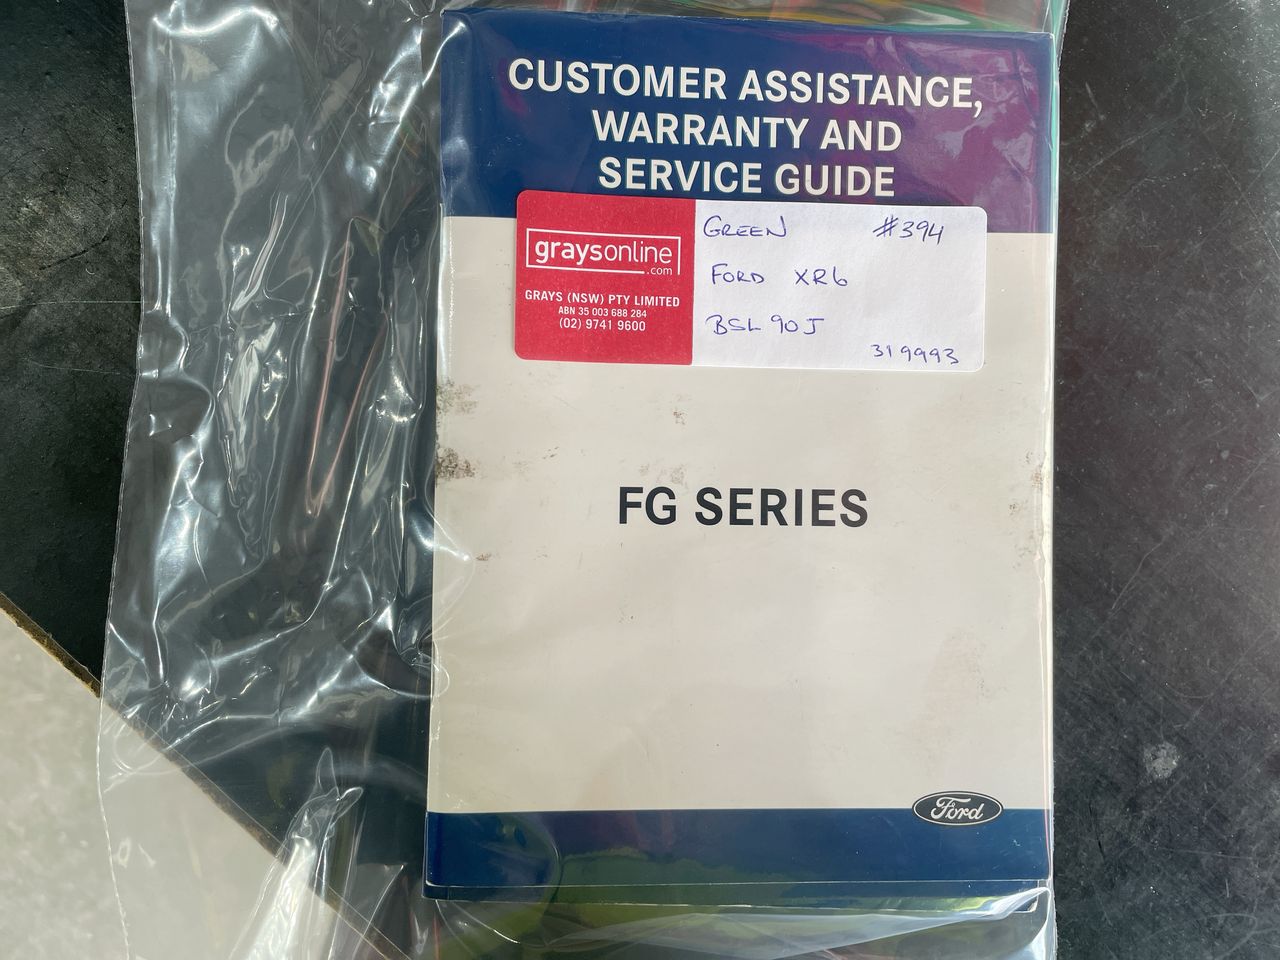 CUSTOMER ASSISTANCE,
WARRANTY AND
SERVICE GUIDE
graysonline
.com
GRAYS (NSW) PTY LIMITED
ABN 35 003 688 284
(02) 9741 9600
GREEN #394
FORD XR6
BSL 90J
319993
FG SERIES
Ford